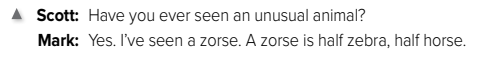 ▲ Scott: Have you ever seen an unusual animal?
Mark: Yes. I've seen a zorse. A zorse is half zebra, half horse.